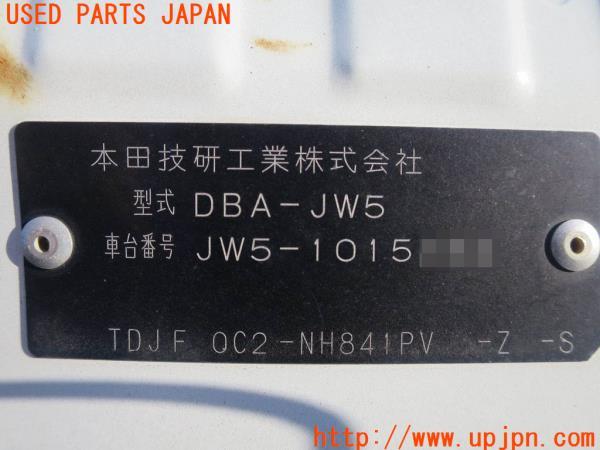 USED PARTS JAPAN
本田技研工業株式会社
型式 DBA-JW5
車台番号 JW5-1015
TDJF 0C2-NH841PV -Z -S
http://www.upjpn.com/